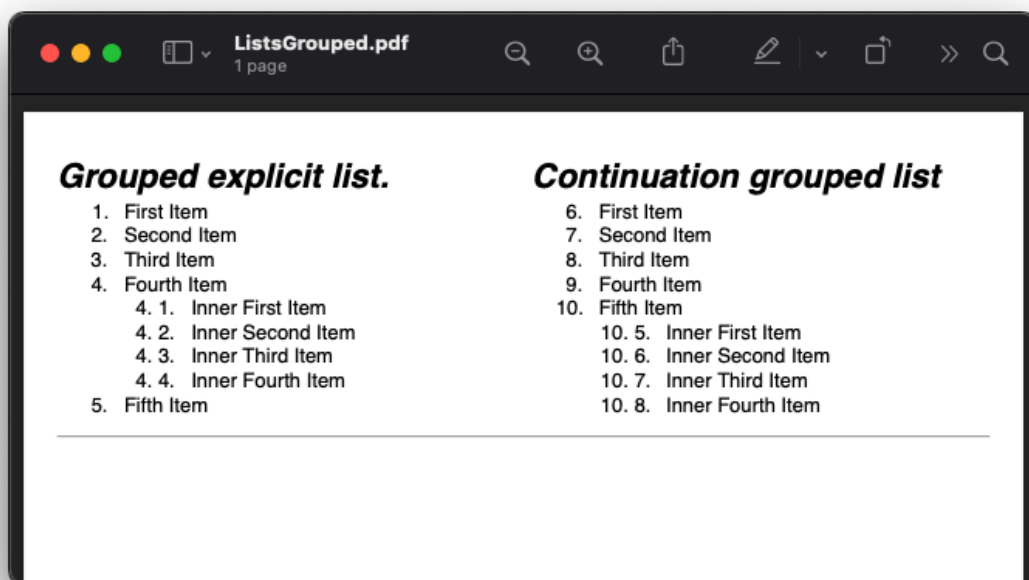 ListsGrouped.pdf
1 page
Grouped explicit list.
1. First Item
2. Second Item
3. Third Item
4. Fourth Item
4. 1. Inner First Item
4. 2. Inner Second Item
4. 3. Inner Third Item
4. 4. Inner Fourth Item
5. Fifth Item
Continuation grouped list
6. First Item
7. Second Item
8. Third Item
9. Fourth Item
10. Fifth Item
10. 5. Inner First Item
10. 6. Inner Second Item
10. 7. Inner Third Item
10. 8. Inner Fourth Item